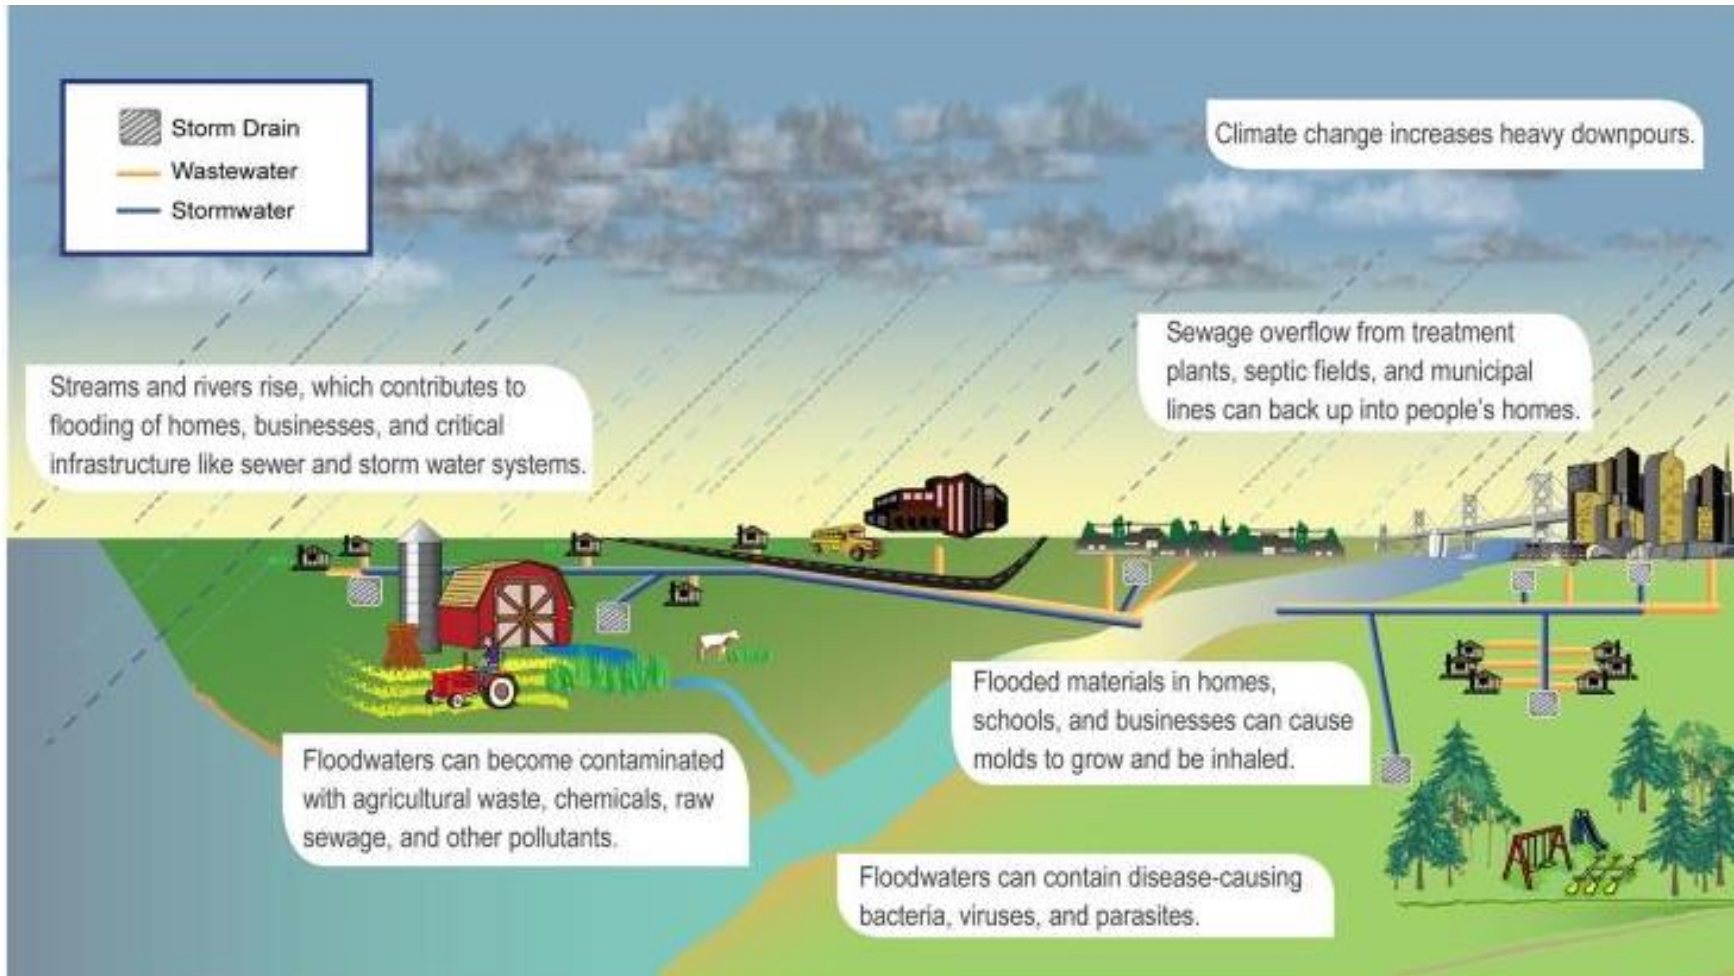 Storm Drain
Wastewater
Stormwater
Climate change increases heavy downpours.
Sewage overflow from treatment
plants, septic fields, and municipal
lines can back up into people's homes.
Streams and rivers rise, which contributes to
flooding of homes, businesses, and critical
infrastructure like sewer and storm water systems.
Flooded materials in homes,
schools, and businesses can cause
molds to grow and be inhaled.
Floodwaters can become contaminated
with agricultural waste, chemicals, raw
sewage, and other pollutants.
Floodwaters can contain disease-causing
bacteria, viruses, and parasites.